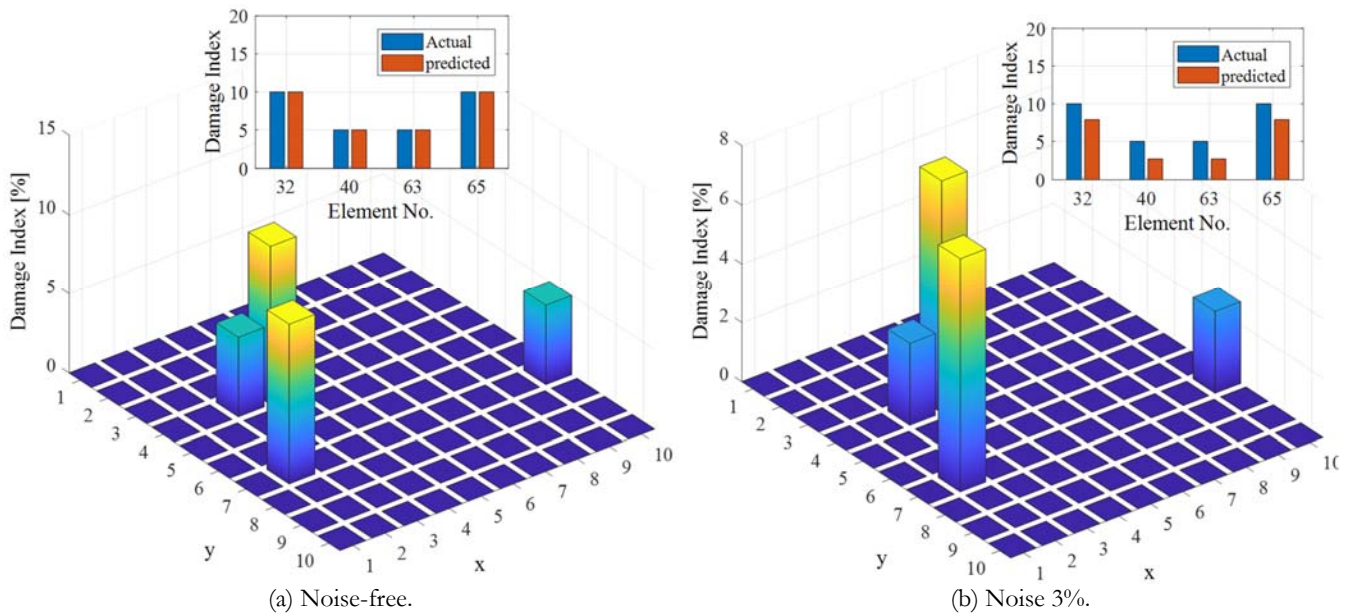 20
15
10
5
0
Damage Index
Actual
predicted
32 40 63 65
Element No.
15
10
5
0
Damage Index [%]
1 2 3 4 5 6 7 8 9 10
y
1 2 3 4 5 6 7 8 9 10
x
(a) Noise-free.
20
15
10
5
0
Damage Index
Actual
predicted
32 40 63 65
Element No.
8
6
4
2
0
Damage Index [%]
1 2 3 4 5 6 7 8 9 10
y
1 2 3 4 5 6 7 8 9 10
x
(b) Noise 3%.